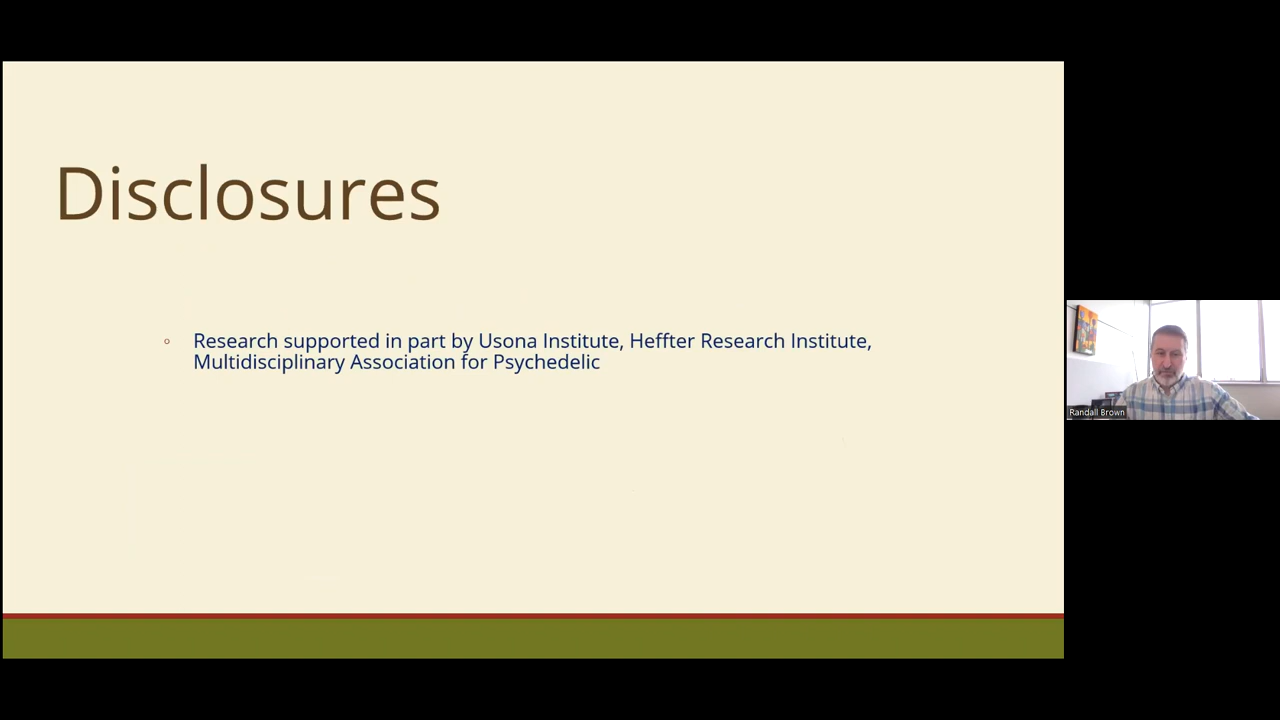 Disclosures
◦ Research supported in part by Usona Institute, Heffter Research Institute,
Multidisciplinary Association for Psychedelic
Randall Brown